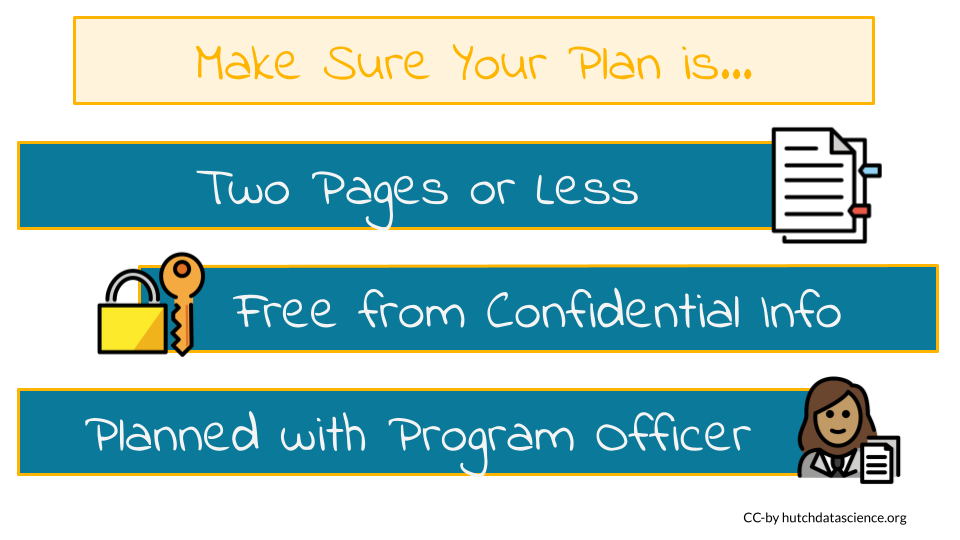 Make Sure Your Plan is...
Two Pages or Less
Free from Confidential Info
Planned with Program Officer
CC-by hutchdatascience.org